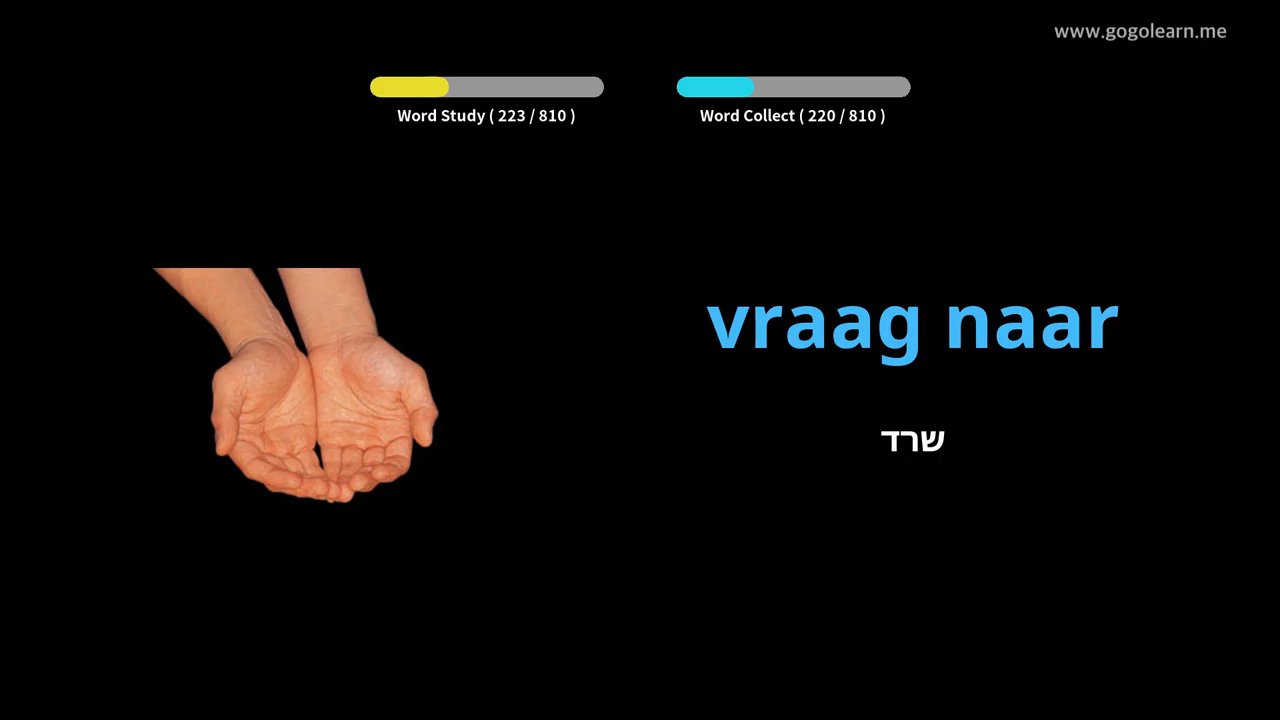 www.gogolearn.me
Word Study ( 223 / 810 )
Word Collect ( 220 / 810 )
vraag naar
שרד